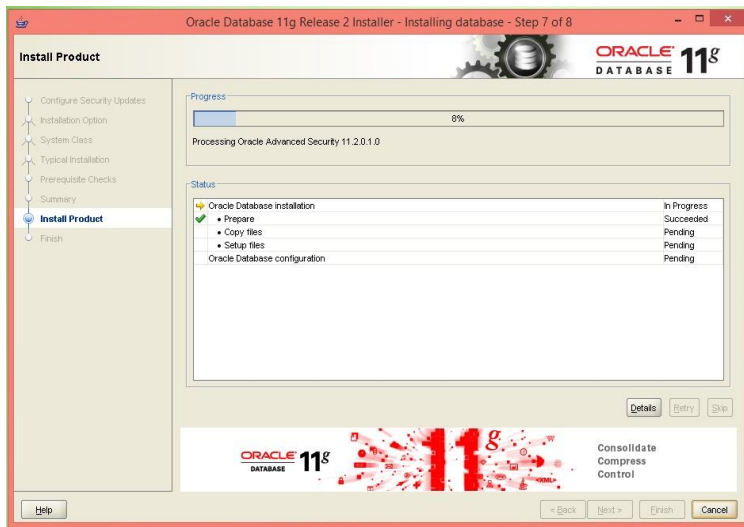 Oracle Database 11g Release 2 Installer - Installing database - Step 7 of 8
Install Product
ORACLE
DATABASE 11g
Configure Security Updates
Installation Option
System Class
Typical Installation
Prerequisite Checks
Summary
Install Product
Finish
Progress
8%
Processing Oracle Advanced Security 11.2.0.1.0
Status
Oracle Database installation In Progress
• Prepare Succeeded
• Copy files Pending
• Setup files Pending
Oracle Database configuration Pending
Details Retry Skip
ORACLE
DATABASE 11g
11g
<XML>
Consolidate
Compress
Control
Help < Back Next > Finish Cancel